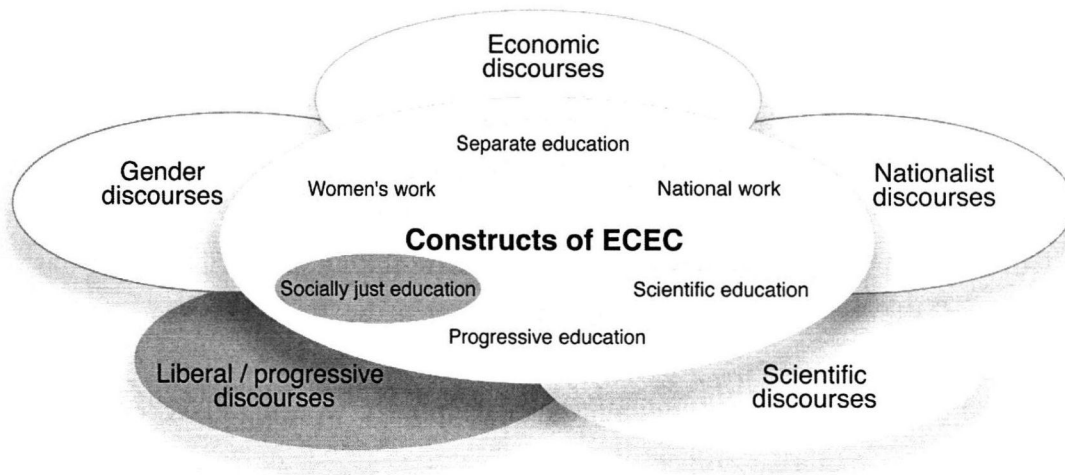 Economic
discourses
Separate education
Gender
discourses
Women's work
National work
Nationalist
discourses
Constructs of ECEC
Socially just education
Scientific education
Progressive education
Liberal / progressive
discourses
Scientific
discourses